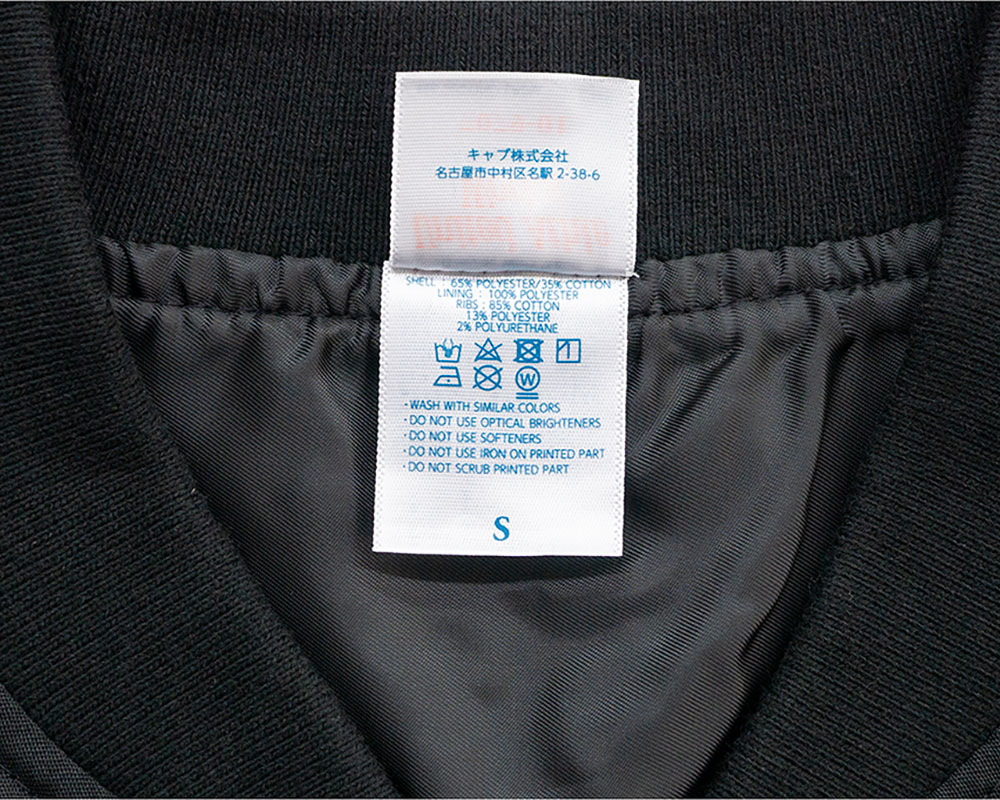 キャブ株式会社
名古屋市中村区名駅 2-38-6
SHELL : 65% POLYESTER/35% COTTON
LINING : 100% POLYESTER
RIBS : 85% COTTON
13% POLYESTER
2% POLYURETHANE
W
・WASH WITH SIMILAR COLORS
・DO NOT USE OPTICAL BRIGHTENERS
・DO NOT USE SOFTENERS
・DO NOT USE IRON ON PRINTED PART
・DO NOT SCRUB PRINTED PART
S